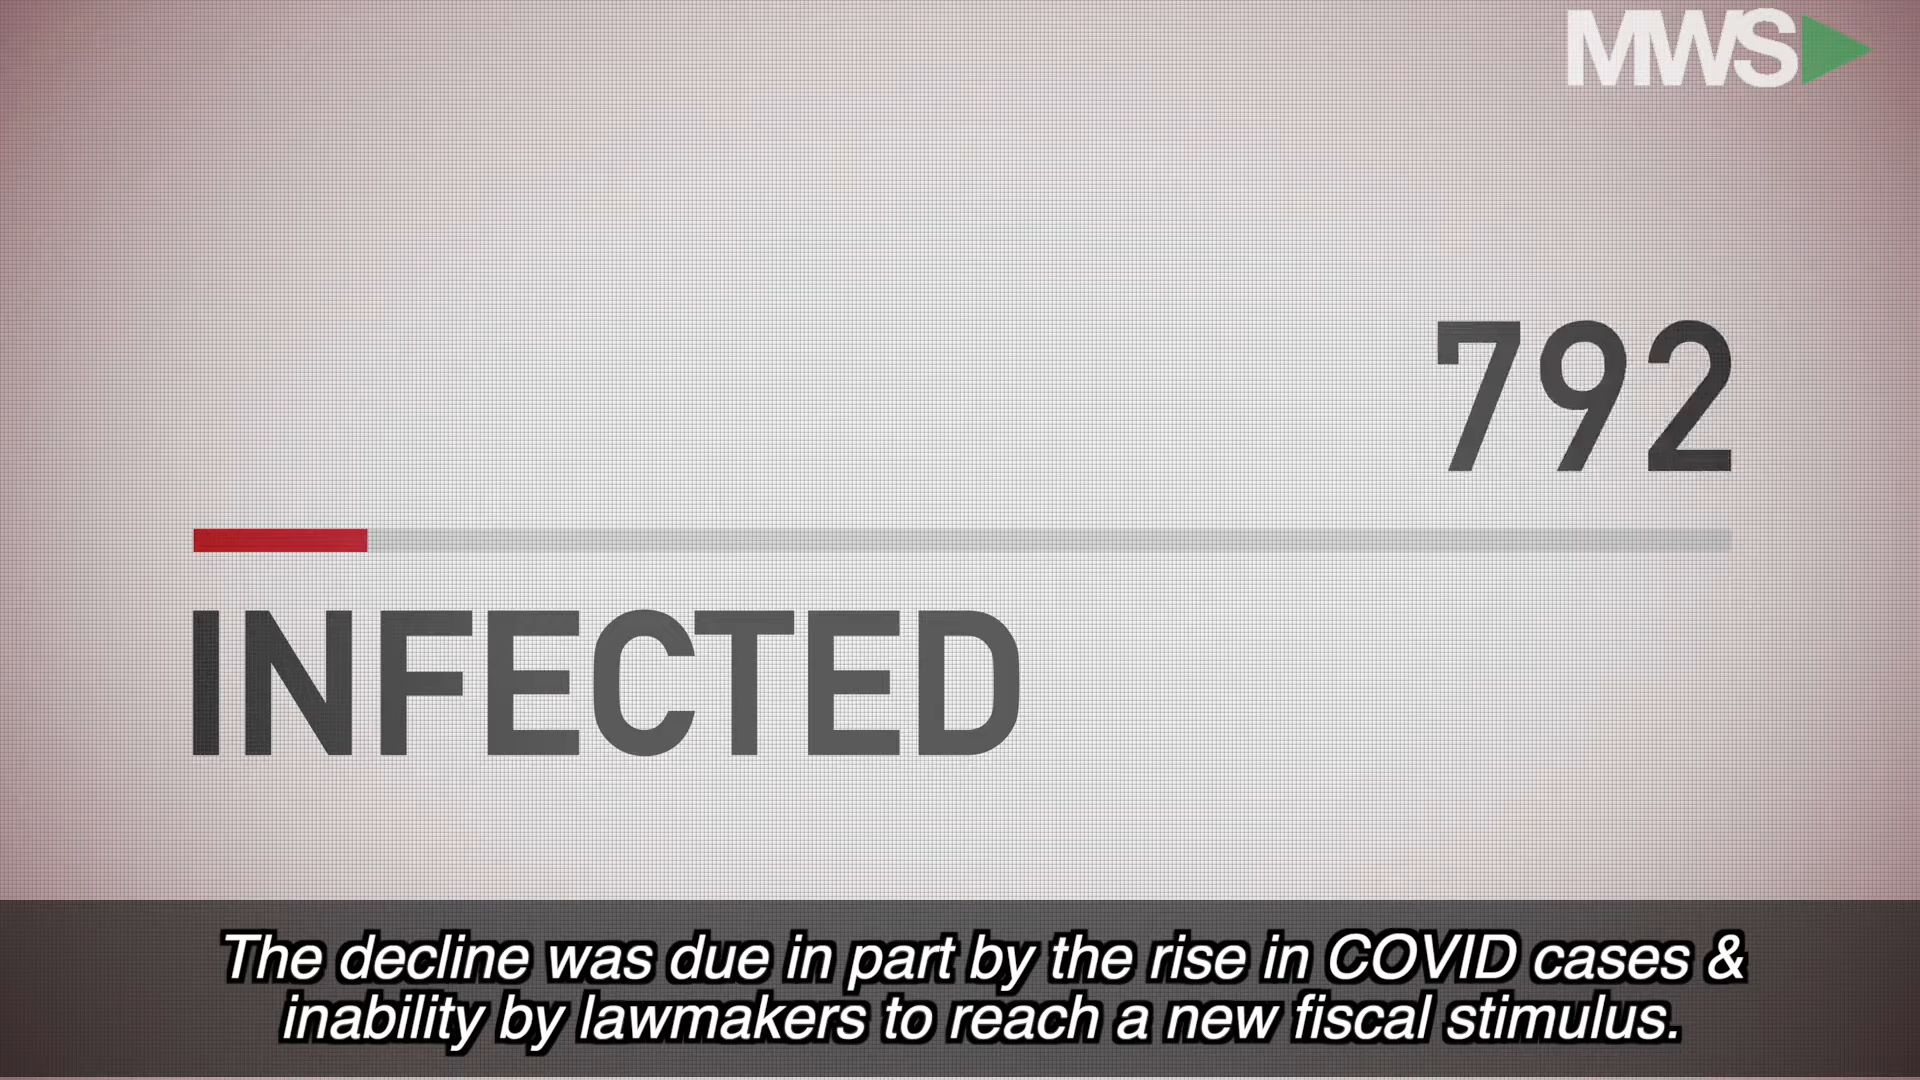 MWS
792
INFECTED
The decline was due in part by the rise in COVID cases &
inability by lawmakers to reach a new fiscal stimulus.